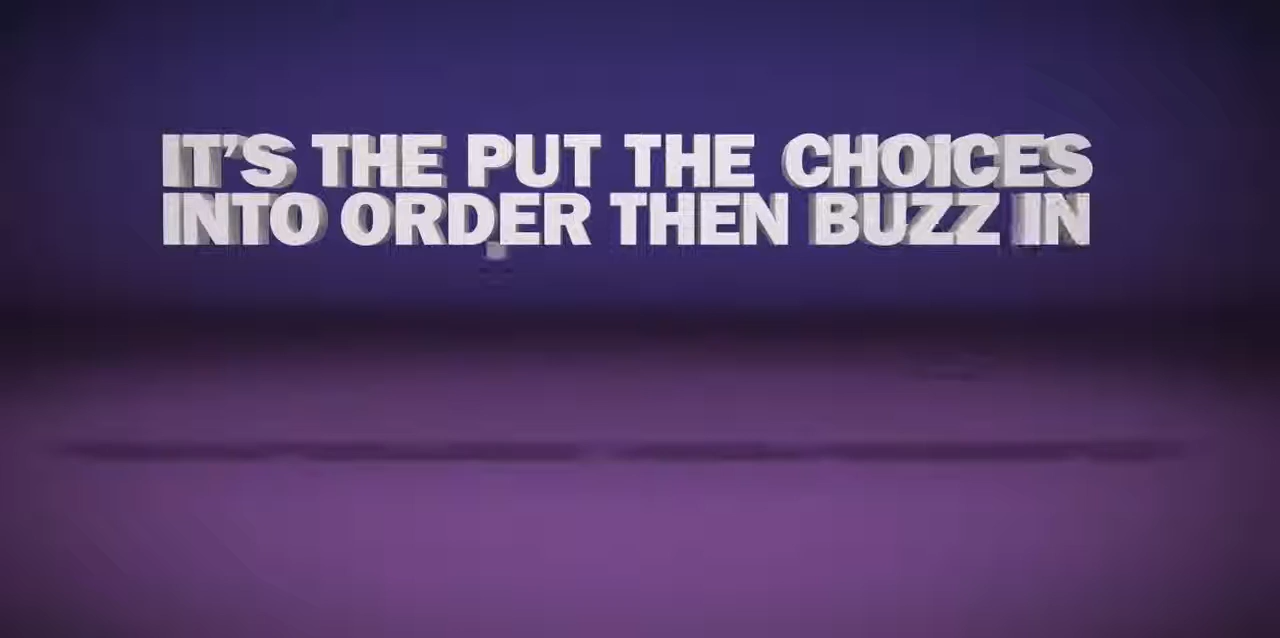 IT'S THE PUT THE CHOICES
INTO ORDER THEN BUZZ IN